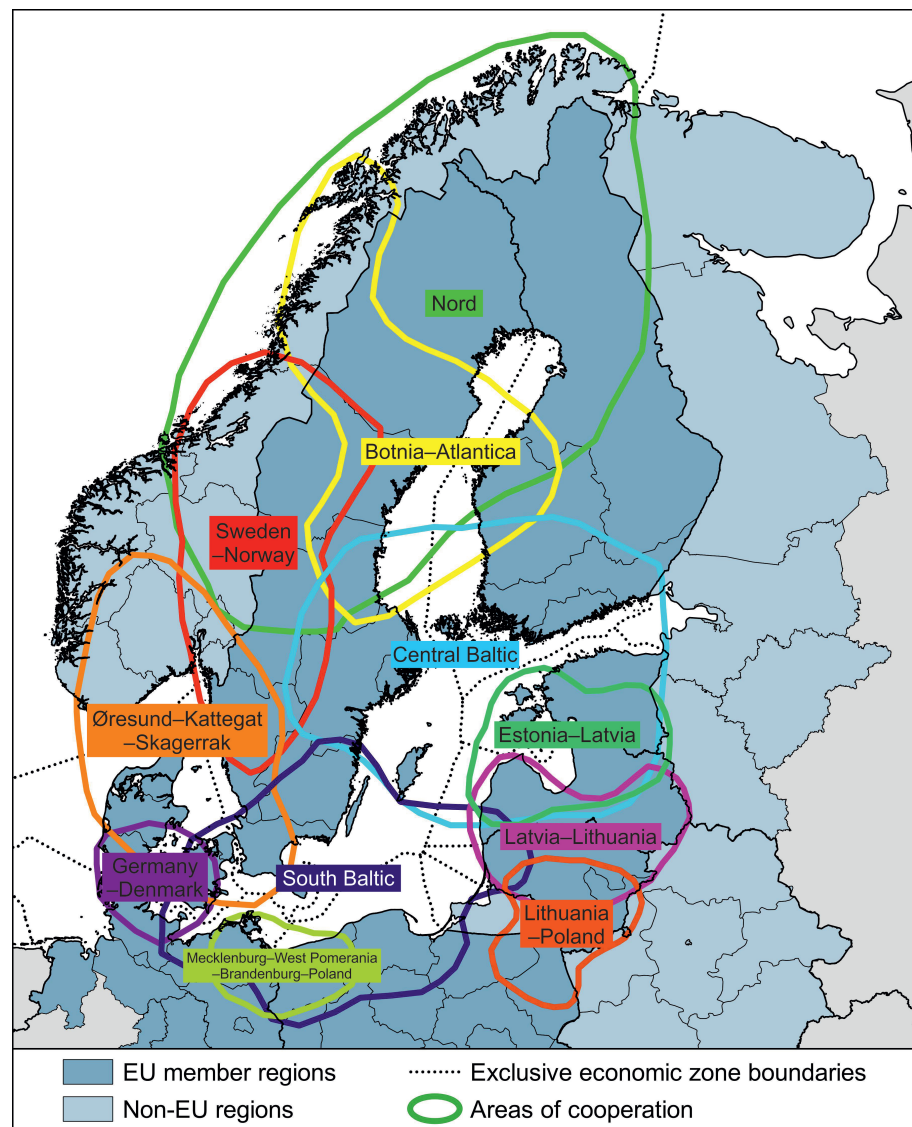 Nord
Botnia–Atlantica
Sweden
–Norway
Central Baltic
Øresund–Kattegat
–Skagerrak
Estonia–Latvia
Latvia–Lithuania
Germany
–Denmark
South Baltic
Lithuania
–Poland
Mecklenburg–West Pomerania
–Brandenburg–Poland
EU member regions
Non-EU regions
Exclusive economic zone boundaries
Areas of cooperation